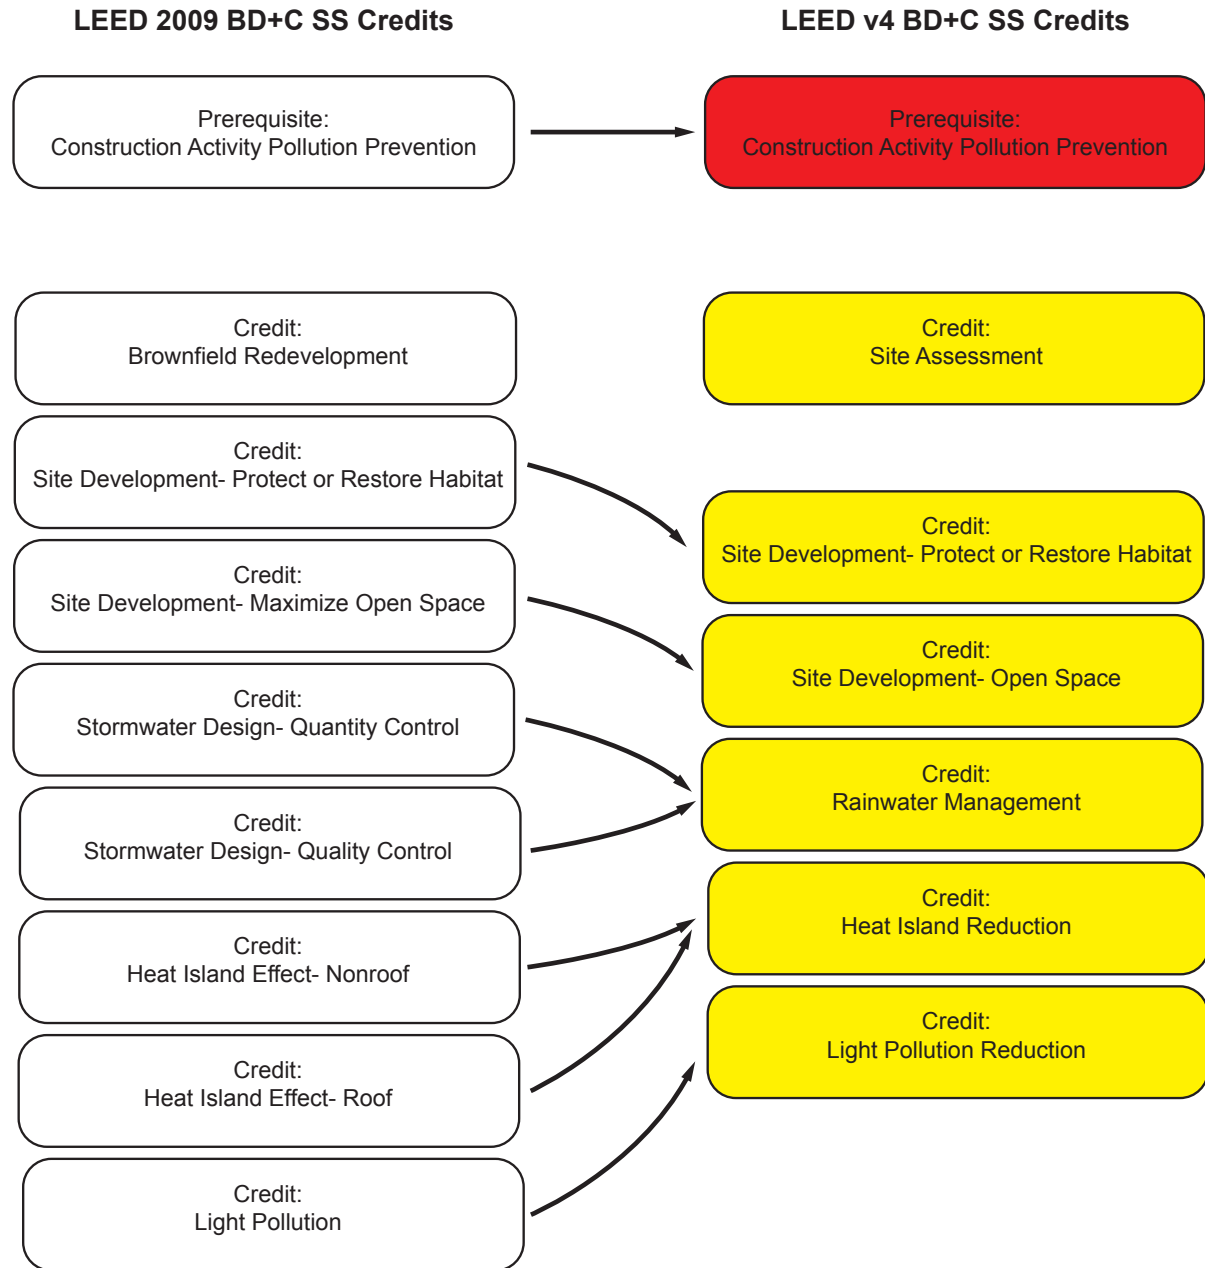 LEED 2009 BD+C SS Credits
LEED v4 BD+C SS Credits
Prerequisite:
Construction Activity Pollution Prevention
Prerequisite:
Construction Activity Pollution Prevention
Credit:
Brownfield Redevelopment
Credit:
Site Assessment
Credit:
Site Development- Protect or Restore Habitat
Credit:
Site Development- Protect or Restore Habitat
Credit:
Site Development- Maximize Open Space
Credit:
Site Development- Open Space
Credit:
Stormwater Design- Quantity Control
Credit:
Rainwater Management
Credit:
Stormwater Design- Quality Control
Credit:
Heat Island Reduction
Credit:
Heat Island Effect- Nonroof
Credit:
Light Pollution Reduction
Credit:
Heat Island Effect- Roof
Credit:
Light Pollution